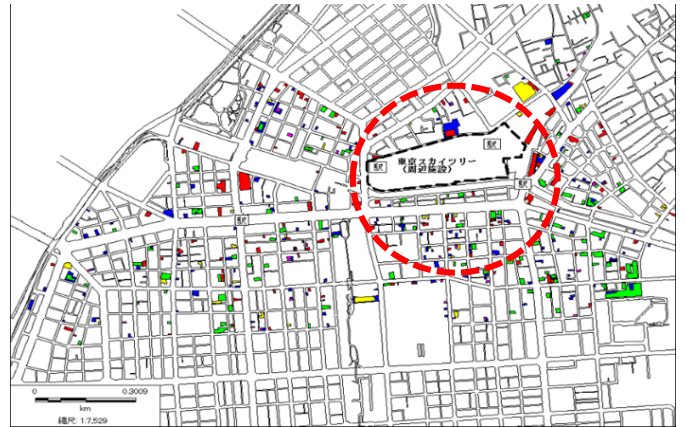 駅
東京スカイツリー
(周辺施設)
駅
駅
駅
0 0.3009
km
縮尺: 1:7,529